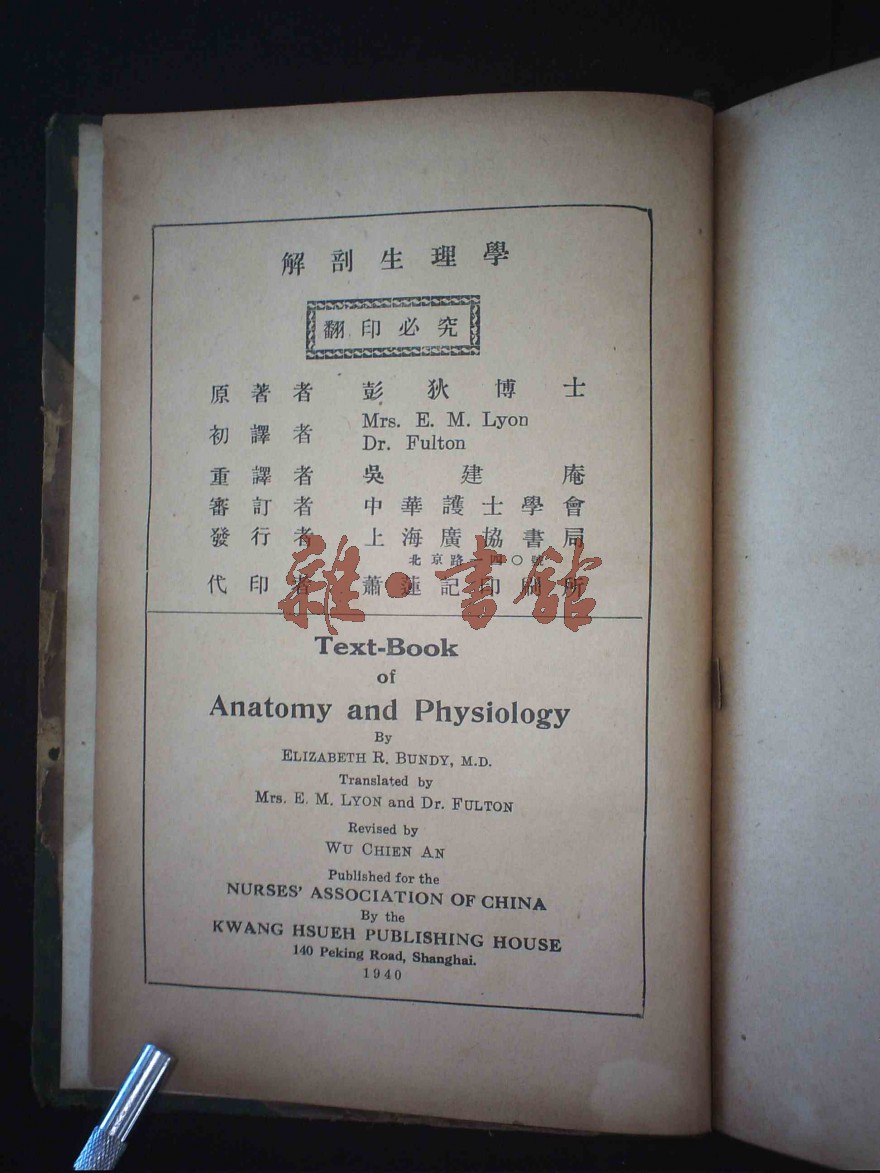 解剖生理學
翻印必究
原著者 彭狄博士
初譯者 Mrs. E. M. Lyon
Dr. Fulton
重譯者 吳建庵
審訂者 中華護士學會
發行者 上海廣協書局
北京路一四〇號
代印者 蕭蓮記印刷所
雜·書館
Text-Book
of
Anatomy and Physiology
By
ELIZABETH R. BUNDY, M.D.
Translated by
Mrs. E. M. LYON and Dr. FULTON
Revised by
WU CHIEN AN
Published for the
NURSES' ASSOCIATION OF CHINA
By the
KWANG HSUEH PUBLISHING HOUSE
140 Peking Road, Shanghai.
1940